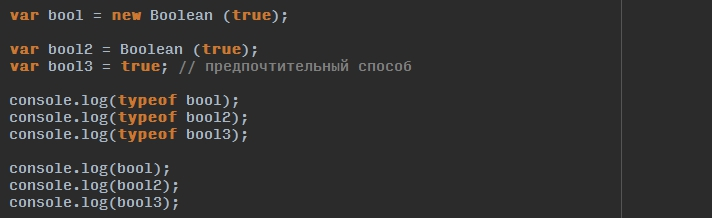 var bool = new Boolean (true);
var bool2 = Boolean (true);
var bool3 = true; // предпочтительный способ
console.log(typeof bool);
console.log(typeof bool2);
console.log(typeof bool3);
console.log(bool);
console.log(bool2);
console.log(bool3);